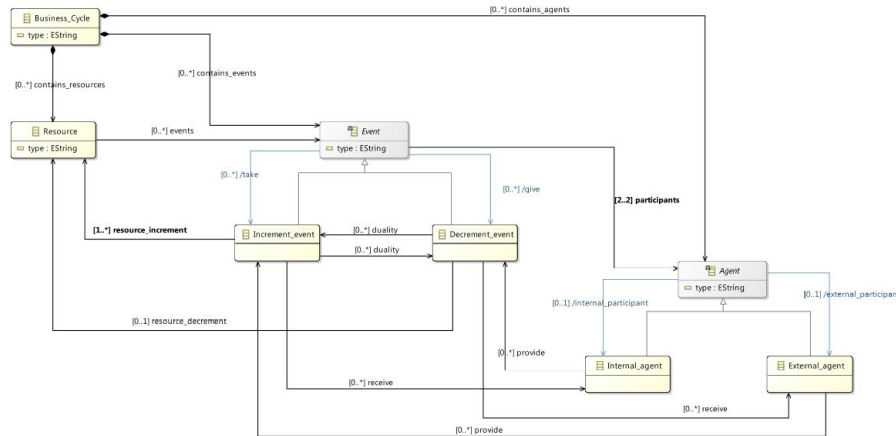 Business_Cycle
type : EString
[0..*] contains_agents
[0..*] contains_events
[0..*] contains_resources
Resource
type : EString
[0..*] events
Event
type : EString
[0..*] /take
[0..*] /give
[2..2] participants
[1..*] resource_increment
Increment_event
[0..*] duality
[0..*] duality
Decrement_event
Agent
type : EString
[0..1] /internal_participant
[0..1] /external_participant
[0..1] resource_decrement
[0..*] provide
Internal_agent
External_agent
[0..*] receive
[0..*] receive
[0..*] provide